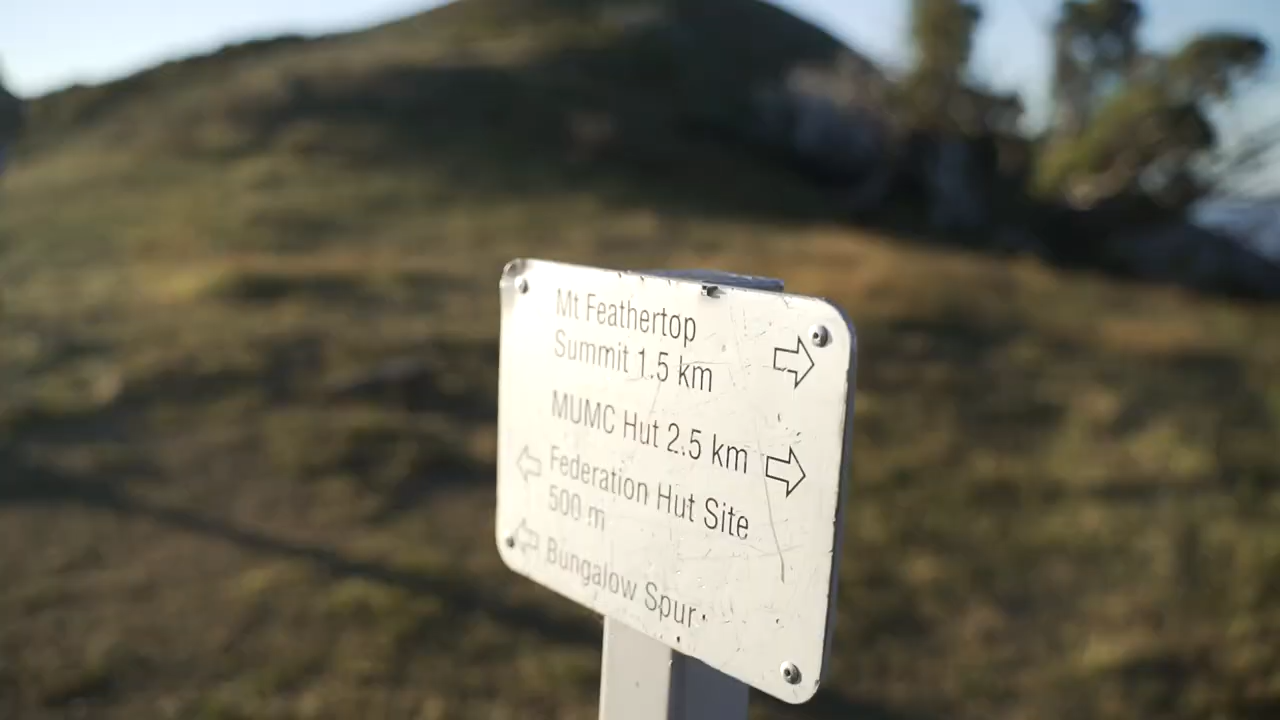 Mt Feathertop
Summit 1.5 km
MUMC Hut 2.5 km
Federation Hut Site
500 m
Bungalow Spur